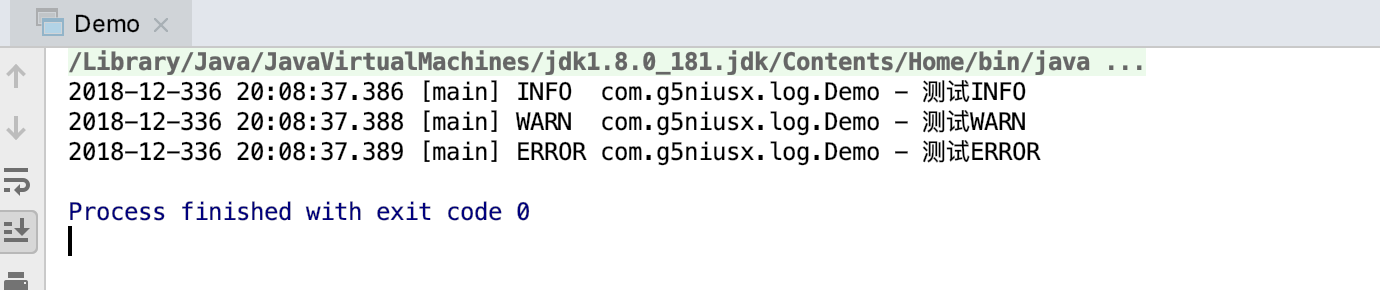 Demo
/Library/Java/JavaVirtualMachines/jdk1.8.0_181.jdk/Contents/Home/bin/java ...
2018-12-336 20:08:37.386 [main] INFO  com.g5niusx.log.Demo - 测试INFO
2018-12-336 20:08:37.388 [main] WARN  com.g5niusx.log.Demo - 测试WARN
2018-12-336 20:08:37.389 [main] ERROR com.g5niusx.log.Demo - 测试ERROR
Process finished with exit code 0